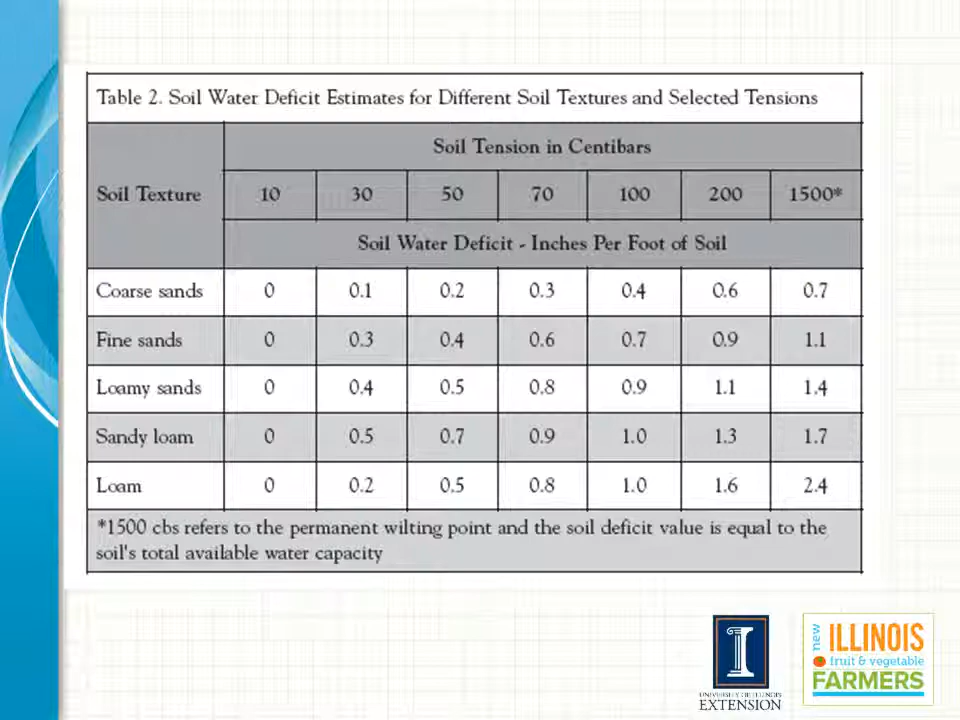 Table 2. Soil Water Deficit Estimates for Different Soil Textures and Selected Tensions
Soil Texture
Soil Tension in Centibars
10 30 50 70 100 200 1500*
Soil Water Deficit - Inches Per Foot of Soil
Coarse sands 0 0.1 0.2 0.3 0.4 0.6 0.7
Fine sands 0 0.3 0.4 0.6 0.7 0.9 1.1
Loamy sands 0 0.4 0.5 0.8 0.9 1.1 1.4
Sandy loam 0 0.5 0.7 0.9 1.0 1.3 1.7
Loam 0 0.2 0.5 0.8 1.0 1.6 2.4
*1500 cbs refers to the permanent wilting point and the soil deficit value is equal to the
soil's total available water capacity
I
UNIVERSITY OF ILLINOIS
EXTENSION
new
ILLINOIS
fruit & vegetable
FARMERS